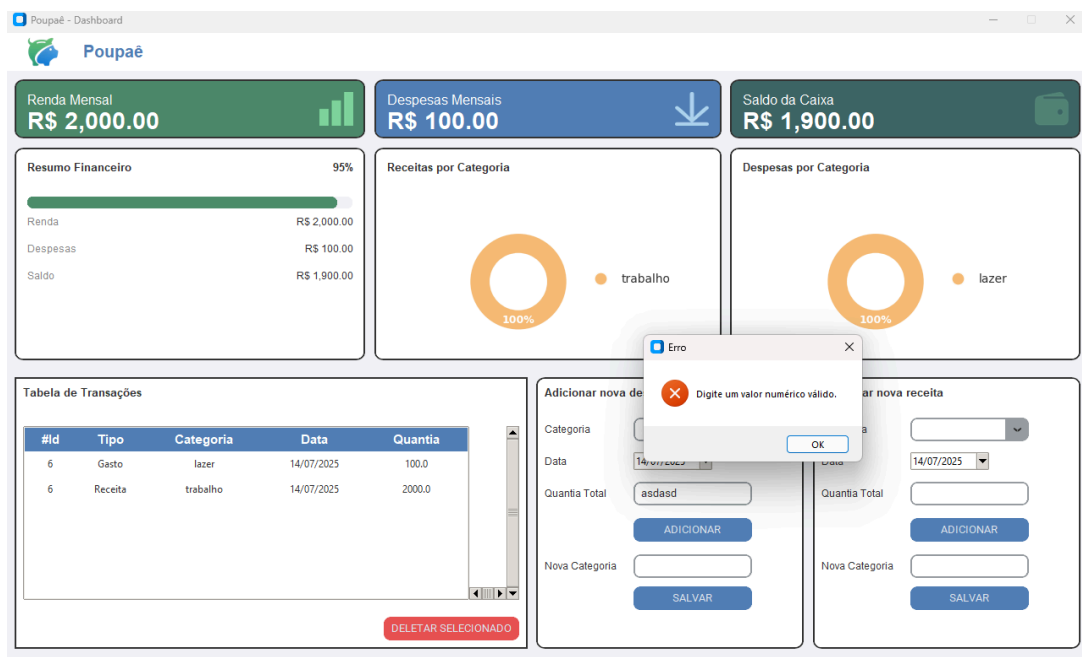 Poupaê - Dashboard
Poupaê
Renda Mensal
R$ 2,000.00
Despesas Mensais
R$ 100.00
Saldo da Caixa
R$ 1,900.00
Resumo Financeiro 95%
Renda R$ 2,000.00
Despesas R$ 100.00
Saldo R$ 1,900.00
Receitas por Categoria
100%
trabalho
Despesas por Categoria
100%
lazer
Erro
Digite um valor numérico válido.
OK
Tabela de Transações
#Id Tipo Categoria Data Quantia
6 Gasto lazer 14/07/2025 100.0
6 Receita trabalho 14/07/2025 2000.0
DELETAR SELECIONADO
Adicionar nova de
Categoria
Data 14/07/2025
Quantia Total asdasd
ADICIONAR
Nova Categoria
SALVAR
ar nova receita
a
Data 14/07/2025
Quantia Total
ADICIONAR
Nova Categoria
SALVAR